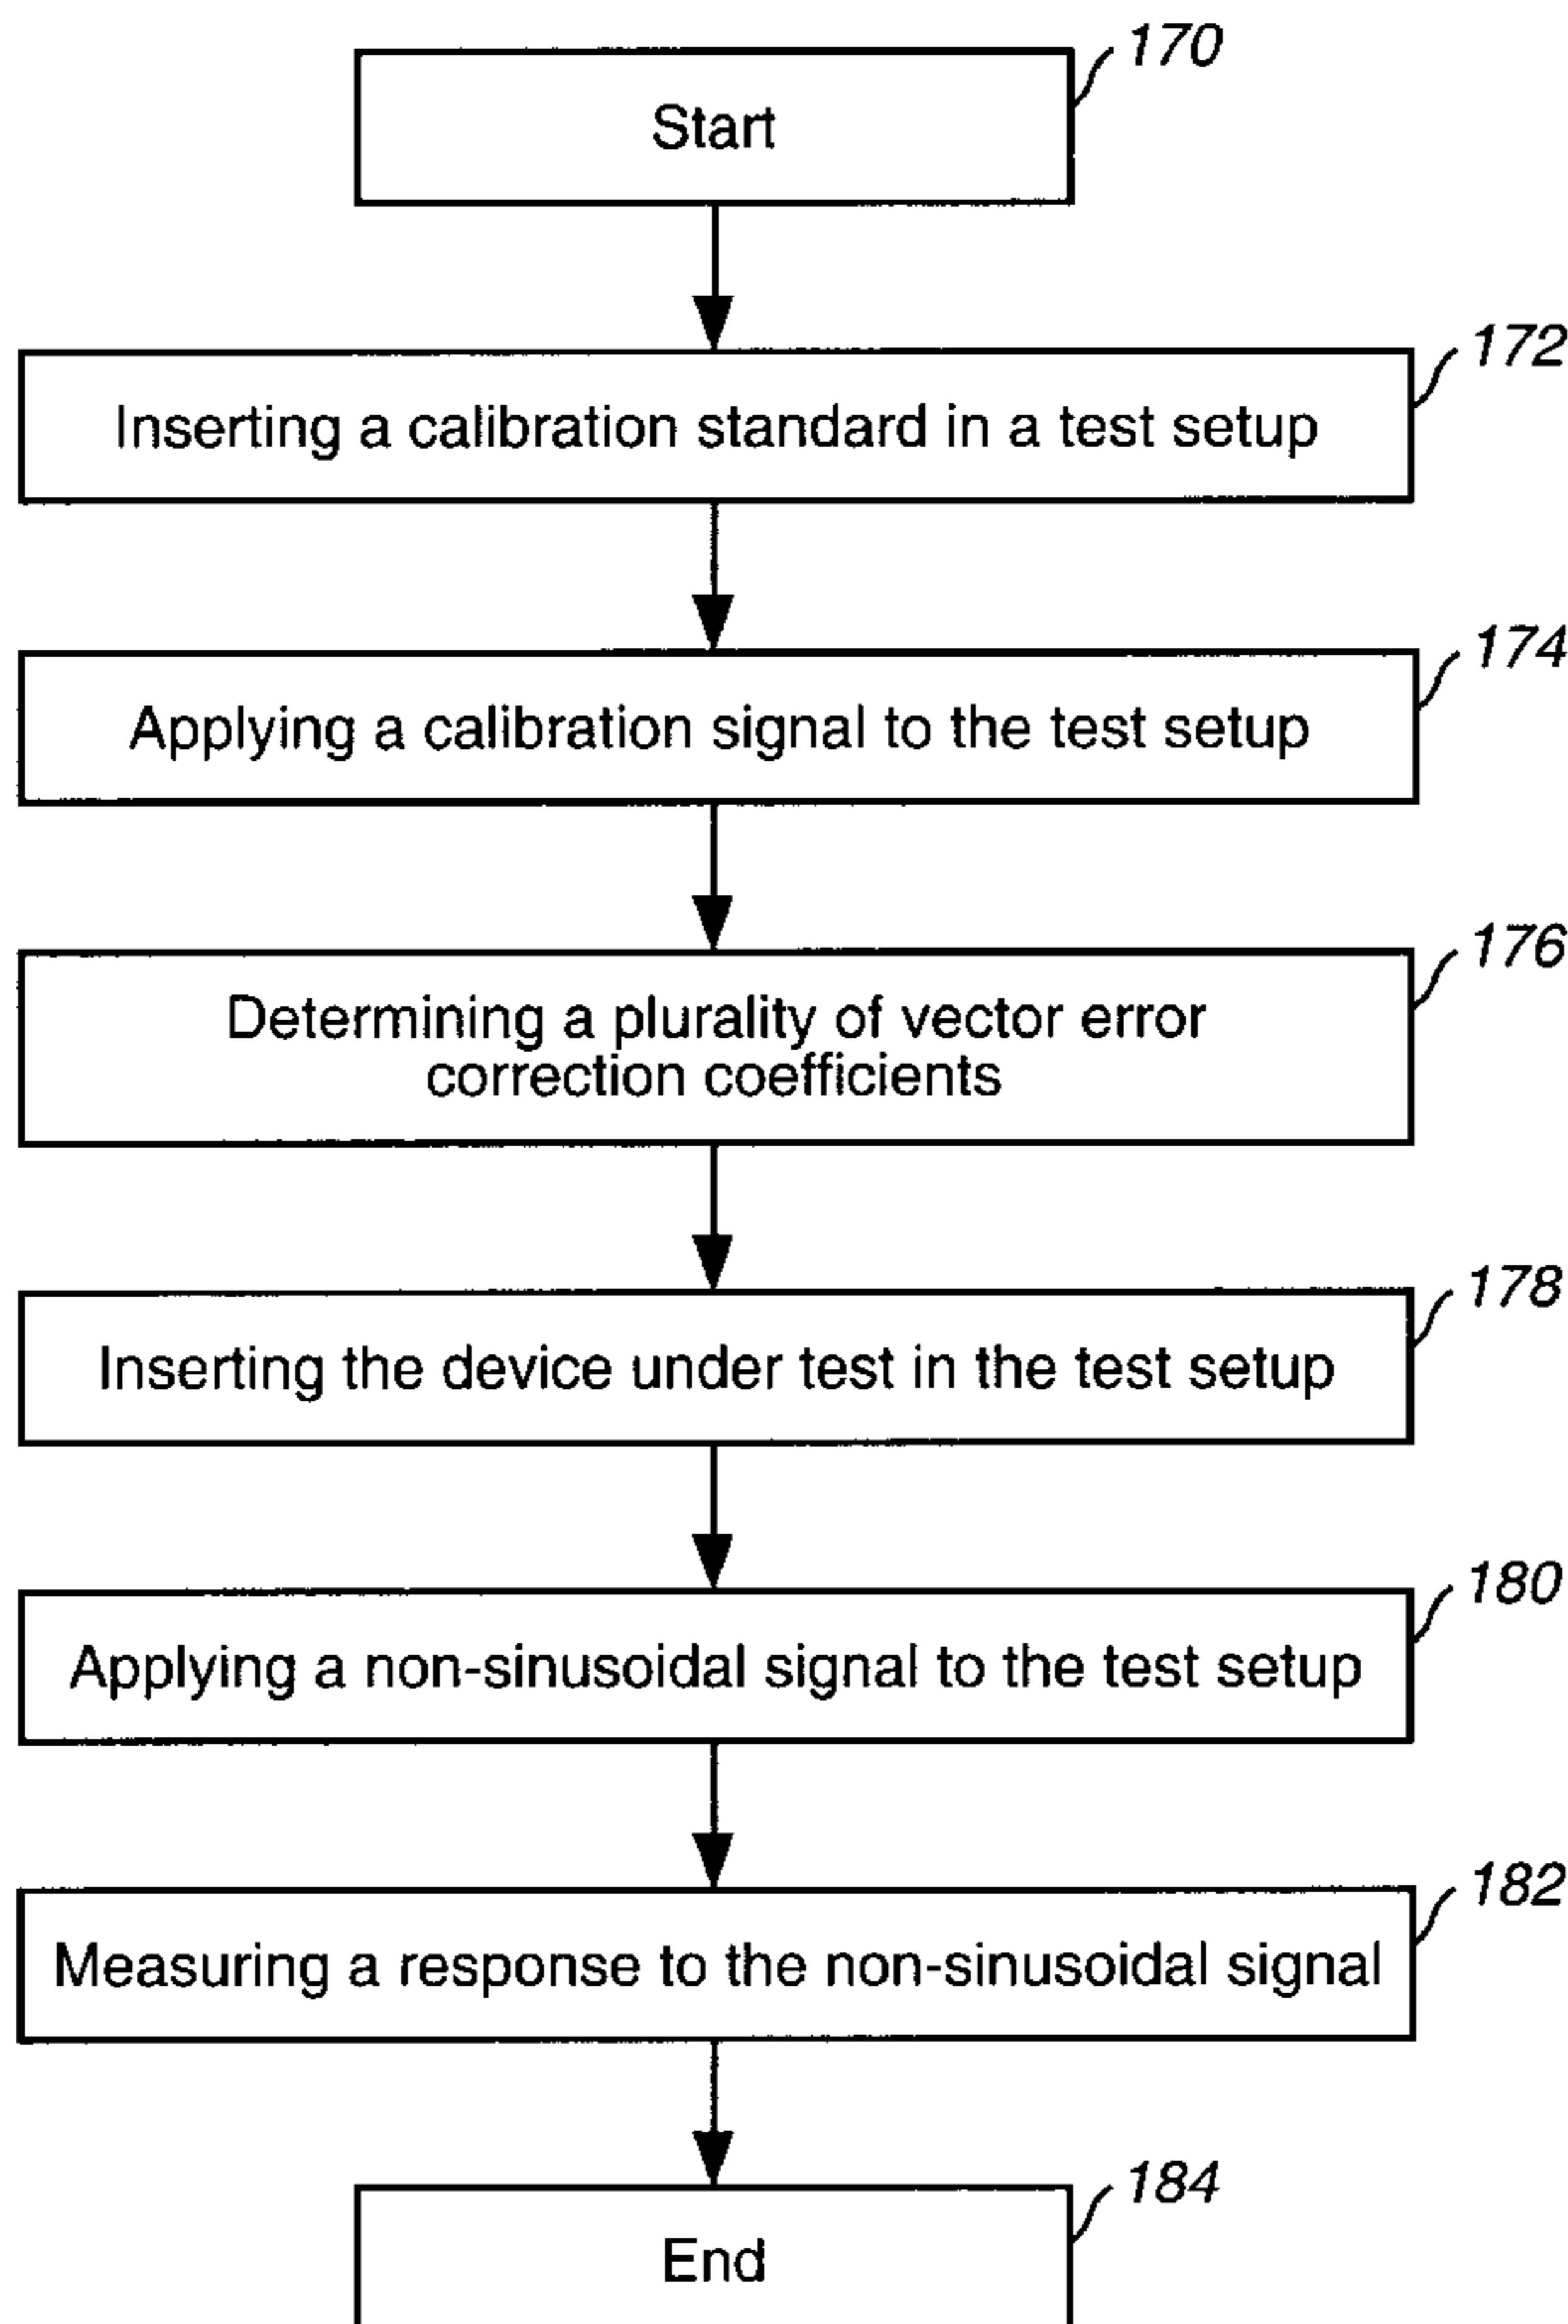 170
Start
172
Inserting a calibration standard in a test setup
174
Applying a calibration signal to the test setup
176
Determining a plurality of vector error
correction coefficients
178
Inserting the device under test in the test setup
180
Applying a non-sinusoidal signal to the test setup
182
Measuring a response to the non-sinusoidal signal
184
End